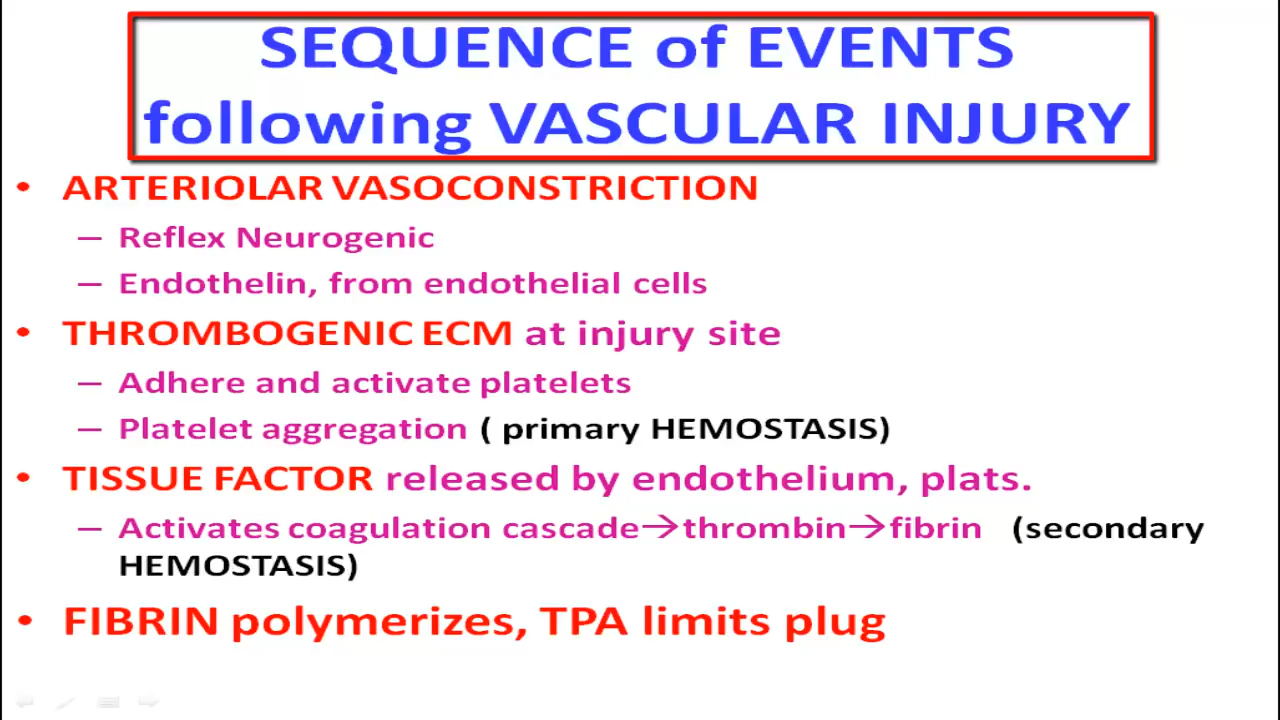 SEQUENCE of EVENTS
following VASCULAR INJURY
• ARTERIOLAR VASOCONSTRICTION
– Reflex Neurogenic
– Endothelin, from endothelial cells
• THROMBOGENIC ECM at injury site
– Adhere and activate platelets
– Platelet aggregation ( primary HEMOSTASIS)
• TISSUE FACTOR released by endothelium, plats.
– Activates coagulation cascade→thrombin→fibrin (secondary
HEMOSTASIS)
• FIBRIN polymerizes, TPA limits plug